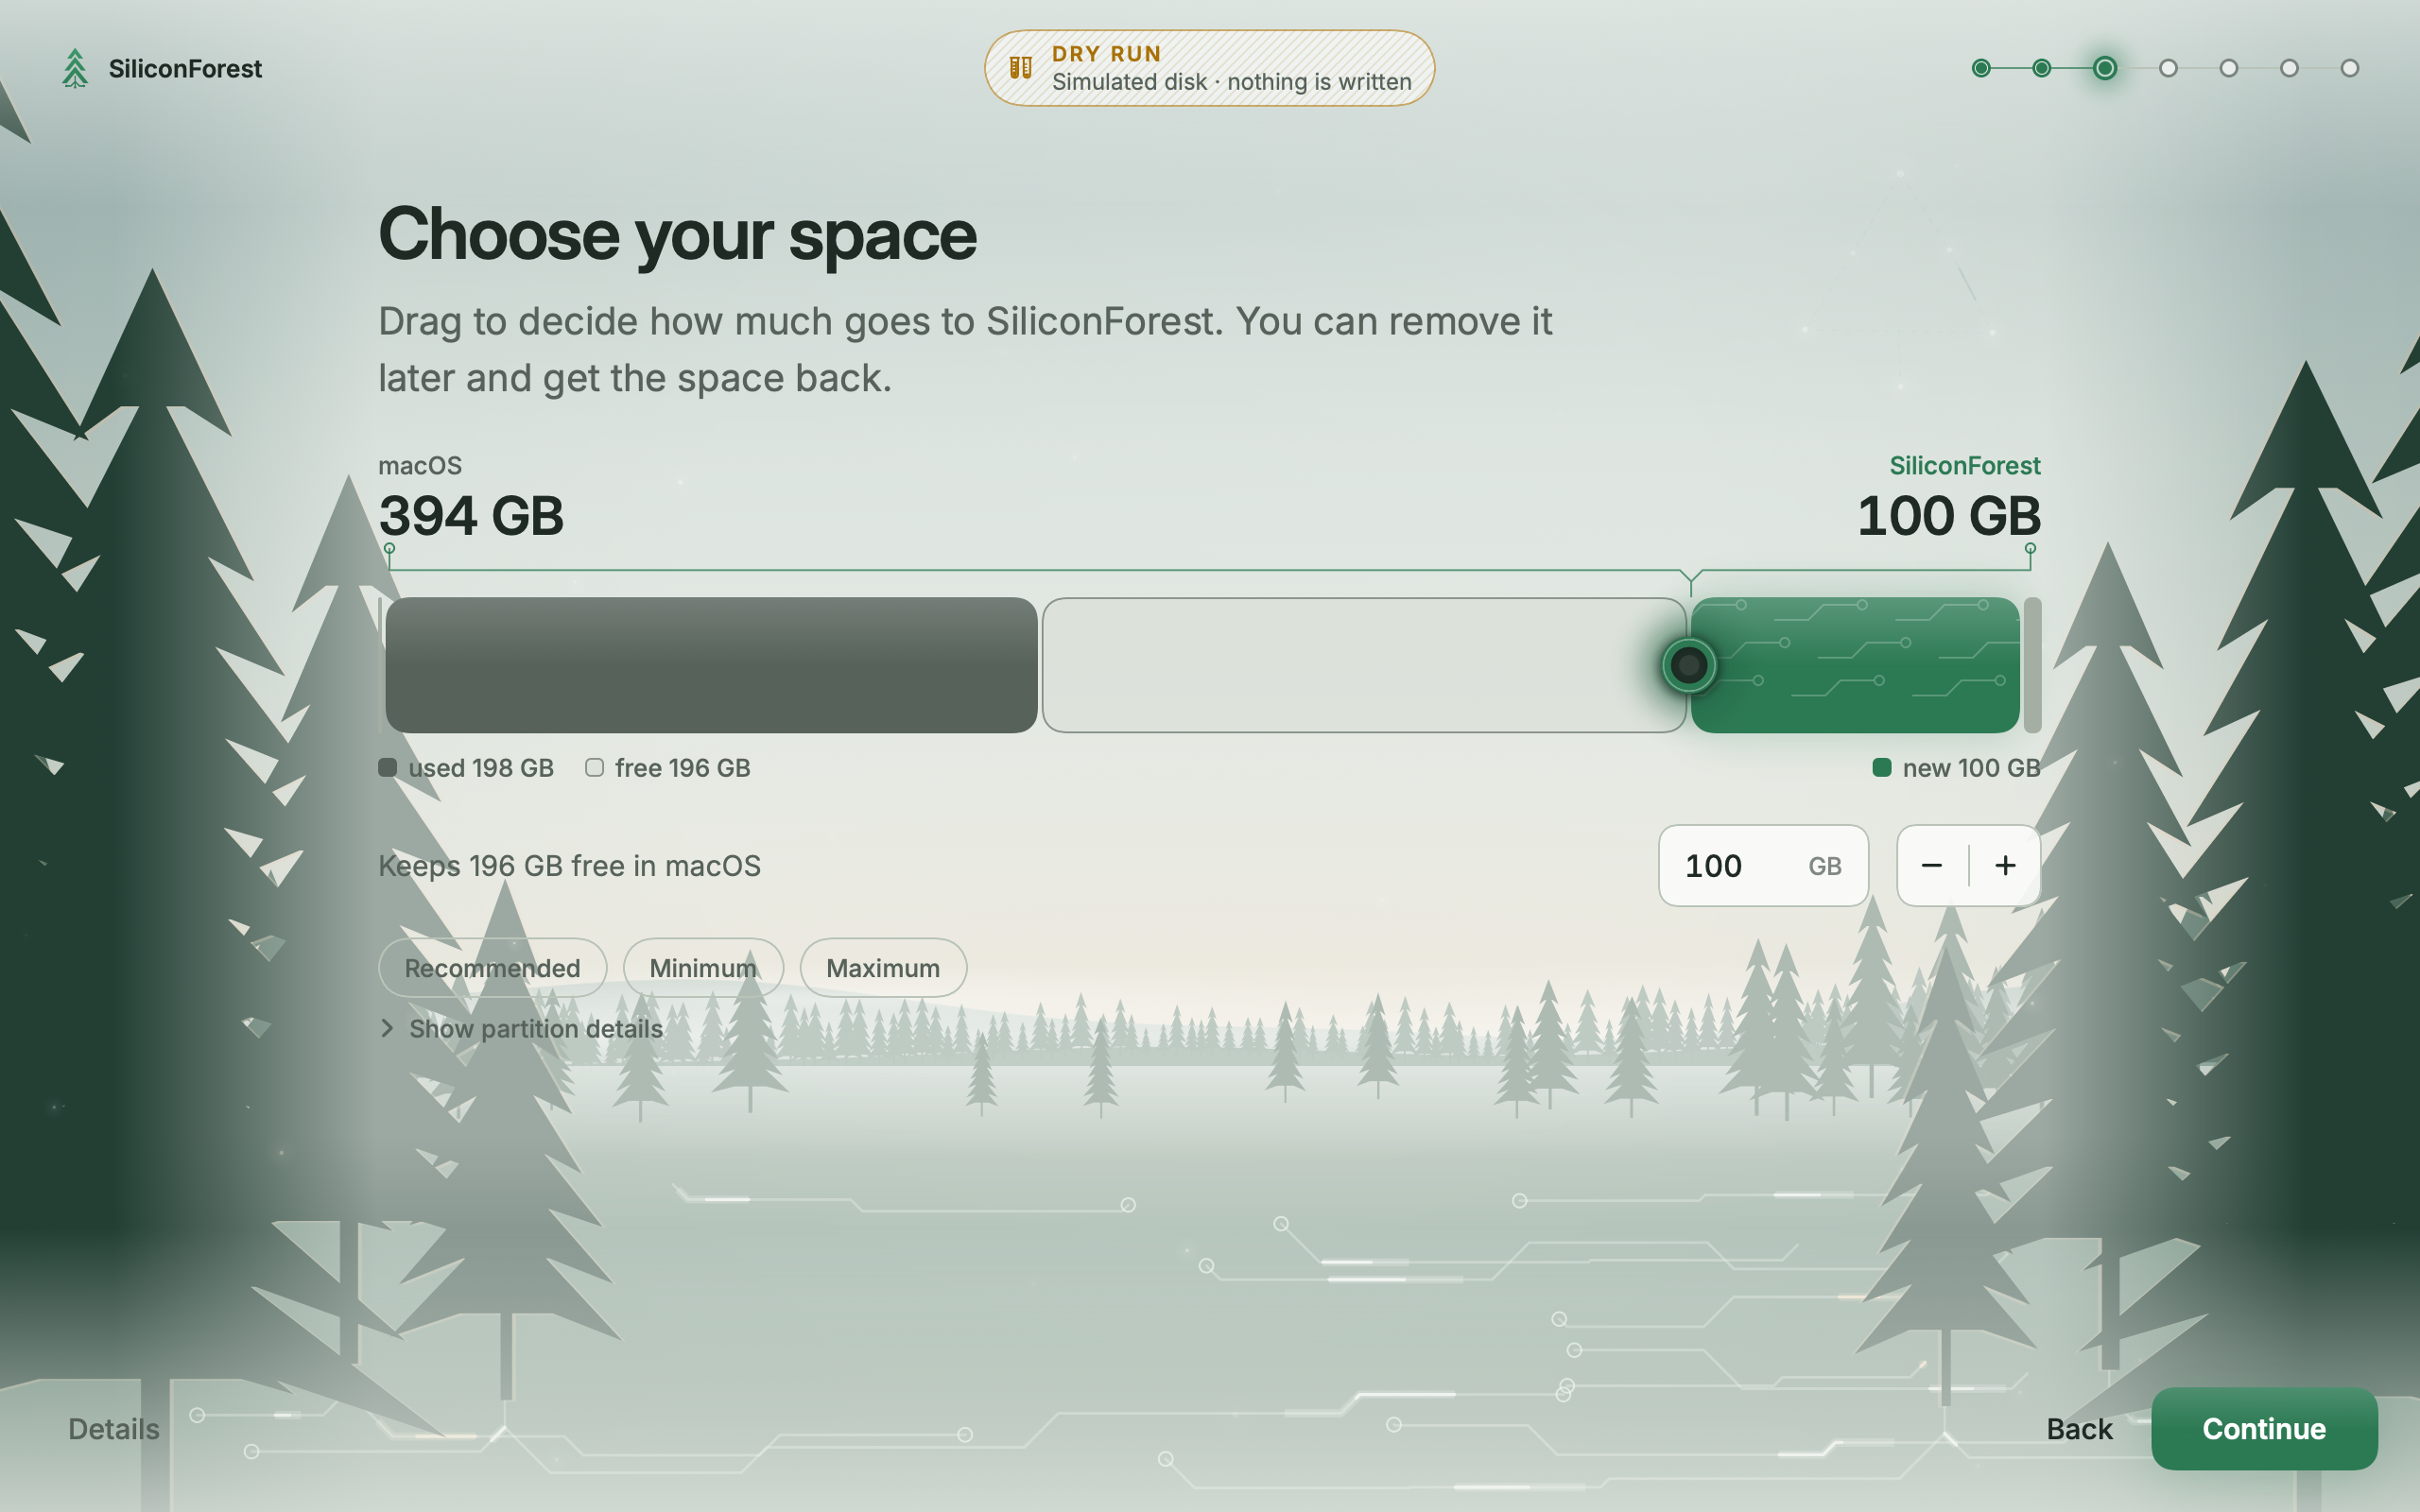 SiliconForest
DRY RUN
Simulated disk · nothing is written
Choose your space
Drag to decide how much goes to SiliconForest. You can remove it
later and get the space back.
macOS
SiliconForest
394 GB
100 GB
used 198 GB
free 196 GB
new 100 GB
Keeps 196 GB free in macOS
100 GB
− +
Recommended
Minimum
Maximum
Show partition details
Details
Back
Continue